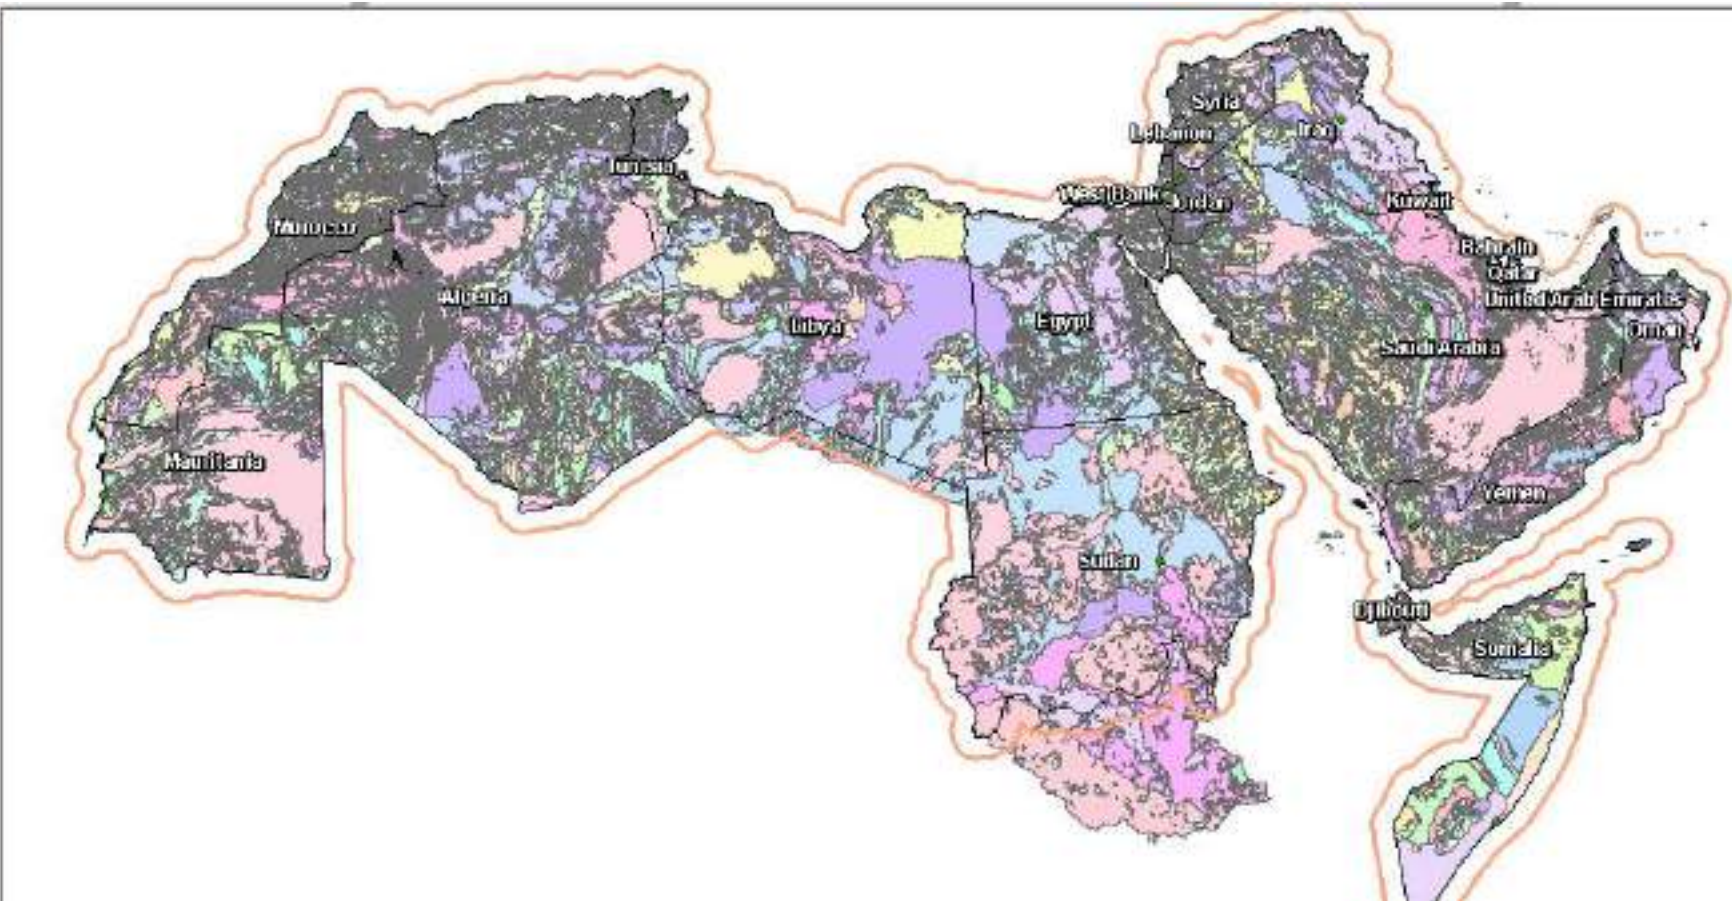 Syria
Lebanon
Iraq
Tunisia
West Bank
Jordan
Kuwait
Morocco
Bahrain
Qatar
Algeria
United Arab Emirates
Libya
Egypt
Oman
Saudi Arabia
Mauritania
Yemen
Sudan
Djibouti
Somalia